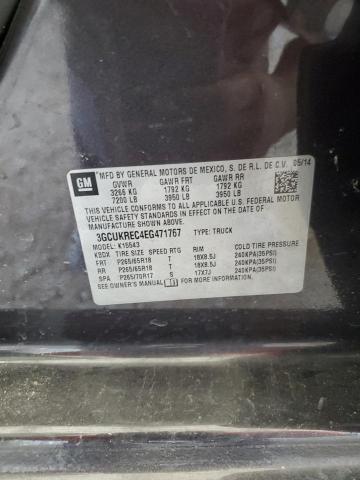 GM
MFD BY GENERAL MOTORS DE MEXICO, S. DE R.L. DE C.V. 05/14
GVWR GAWR FRT GAWR RR
3266 KG 1792 KG 1792 KG
7200 LB 3950 LB 3950 LB
THIS VEHICLE CONFORMS TO ALL APPLICABLE U.S. FEDERAL MOTOR
VEHICLE SAFETY STANDARDS IN EFFECT ON THE DATE OF
MANUFACTURE SHOWN ABOVE.
3GCUKREC4EG471767 TYPE: TRUCK
MODEL: K15543
KBDX TIRE SIZE SPEED RTG RIM COLD TIRE PRESSURE
FRT P265/65R18 T 18X8.5J 240KPA(35PSI)
RR P265/65R18 T 18X8.5J 240KPA(35PSI)
SPA P265/70R17 S 17X7J 240KPA(35PSI)
SEE OWNER'S MANUAL FOR MORE INFORMATION.